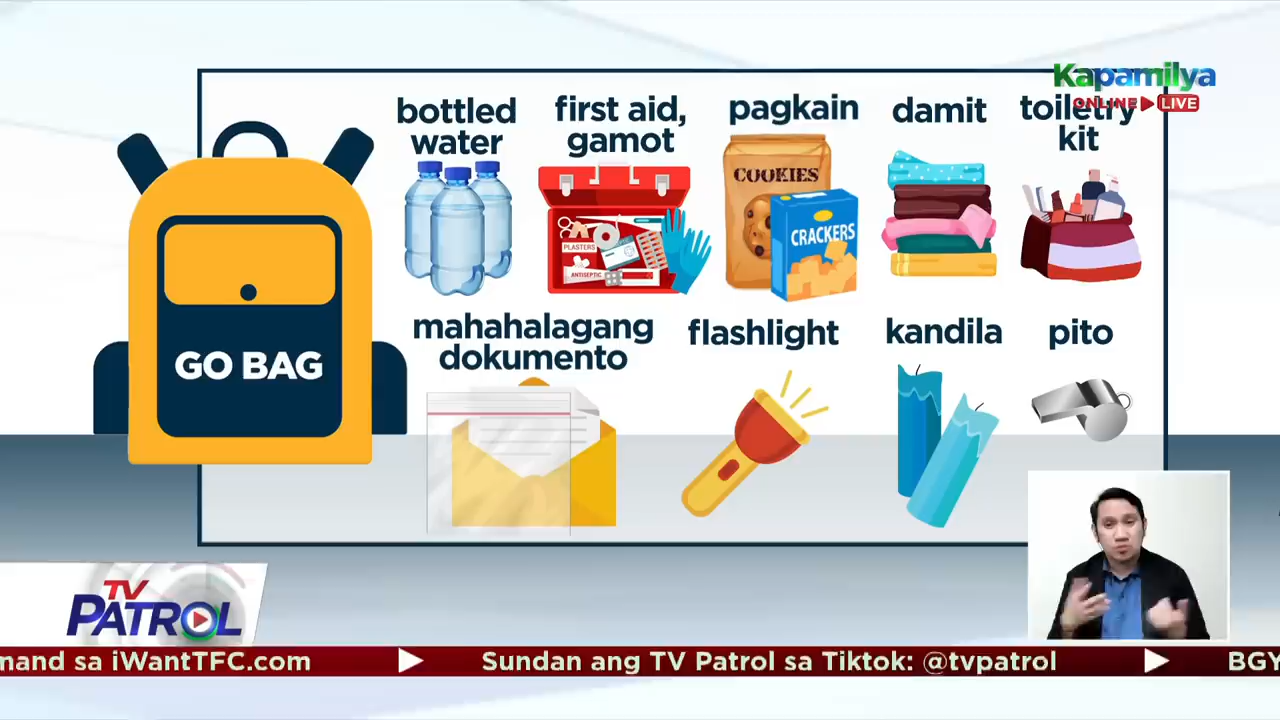 Kapamilya
ONLINE LIVE
bottled
water
first aid,
gamot
pagkain
damit
toiletry
kit
COOKIES
CRACKERS
PLASTERS
ANTISEPTIC
GO BAG
mahahalagang
dokumento
flashlight
kandila
pito
TV
PATROL
mand sa iWantTFC.com
Sundan ang TV Patrol sa Tiktok: @tvpatrol
BGY